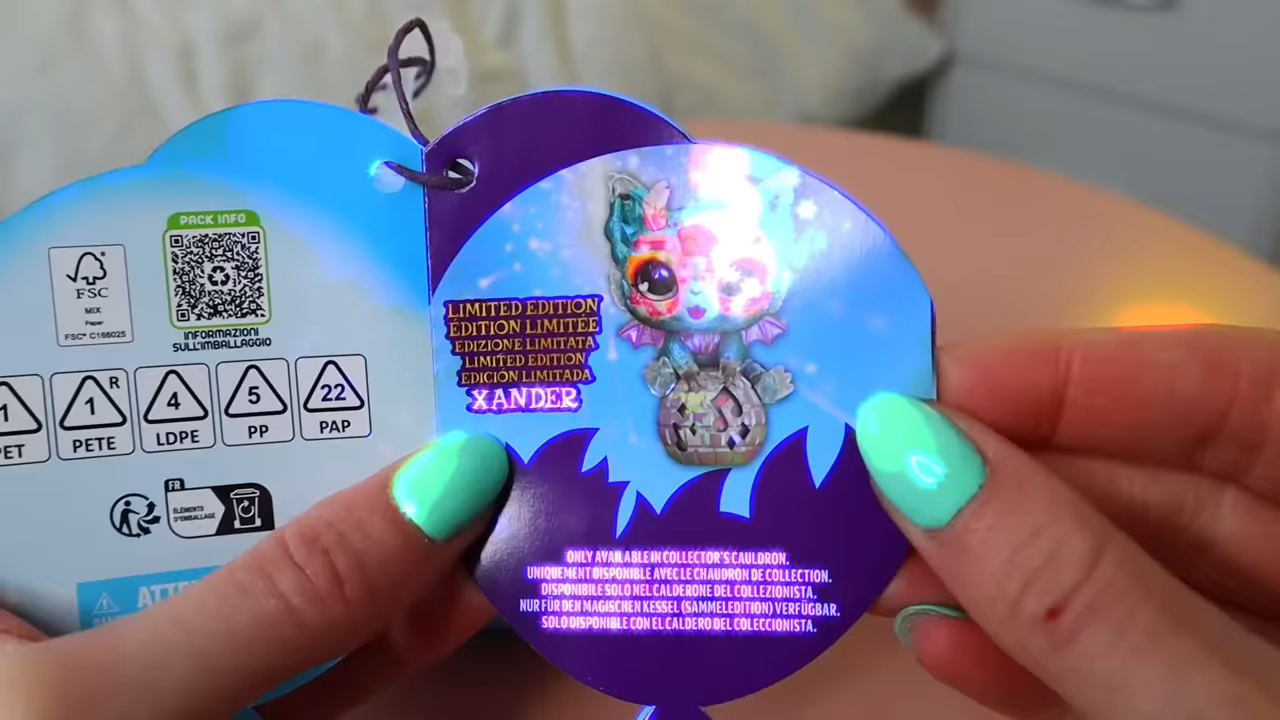 PACK INFO
INFORMAZIONI
SULL'IMBALLAGGIO
FSC
MIX
Paper
FSC® C166025
1
PET
1
R
PETE
4
LDPE
5
PP
22
PAP
FR
ÉLÉMENTS
D'EMBALLAGE
LIMITED EDITION
ÉDITION LIMITÉE
EDIZIONE LIMITATA
LIMITED EDITION
EDICIÓN LIMITADA
XANDER
ONLY AVAILABLE IN COLLECTOR'S CAULDRON.
UNIQUEMENT DISPONIBLE AVEC LE CHAUDRON DE COLLECTION.
DISPONIBILE SOLO NEL CALDERONE DEL COLLEZIONISTA.
NUR FÜR DEN MAGISCHEN KESSEL (SAMMELEDITION) VERFÜGBAR.
SOLO DISPONIBLE CON EL CALDERO DEL COLECCIONISTA.